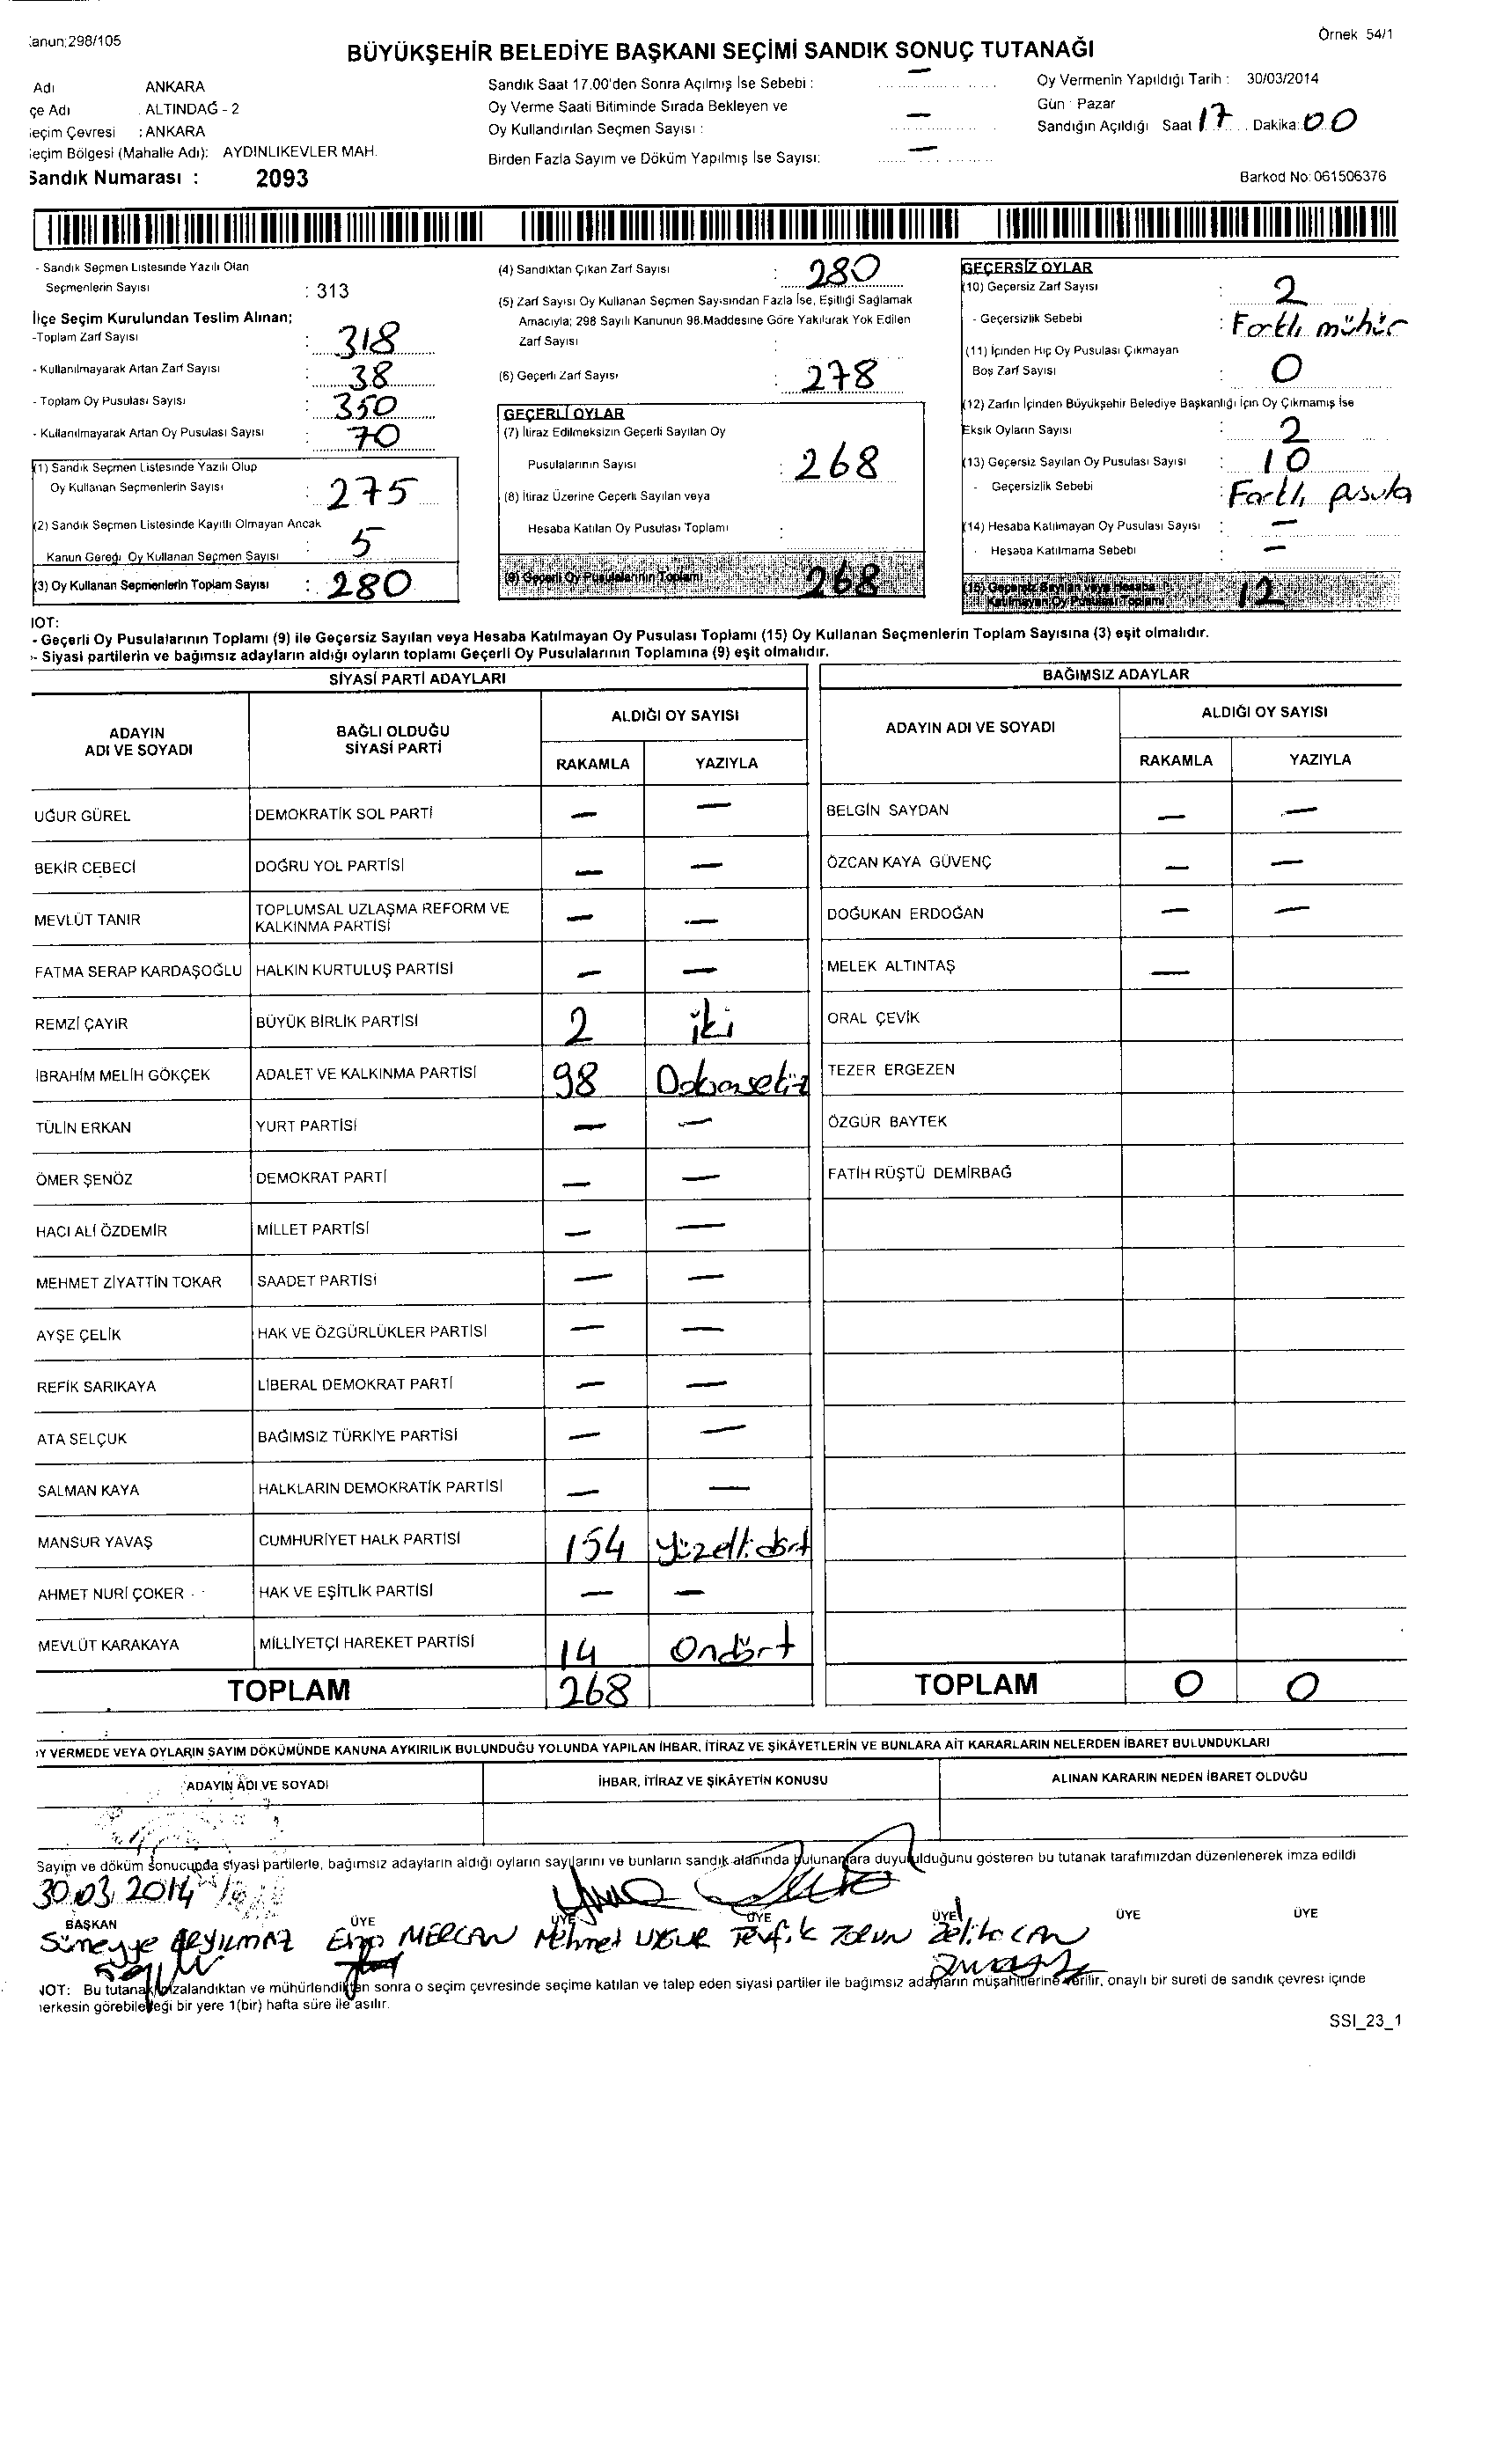 anun:298/105
Örnek 54/1
BÜYÜKŞEHİR BELEDİYE BAŞKANI SEÇİMİ SANDIK SONUÇ TUTANAĞI
Adı ANKARA
çe Adı ALTINDAĞ - 2
eçim Çevresi : ANKARA
eçim Bölgesi (Mahalle Adı): AYDINLIKEVLER MAH.
Sandık Numarası : 2093
Sandık Saat 17.00'den Sonra Açılmış İse Sebebi : –
Oy Verme Saati Bitiminde Sırada Bekleyen ve
Oy Kullandırılan Seçmen Sayısı : –
Birden Fazla Sayım ve Döküm Yapılmış İse Sayısı: –
Oy Vermenin Yapıldığı Tarih : 30/03/2014
Gün : Pazar
Sandığın Açıldığı Saat 17 Dakika: 00
Barkod No: 061506376
- Sandık Seçmen Listesinde Yazılı Olan
Seçmenlerin Sayısı : 313
İlçe Seçim Kurulundan Teslim Alınan;
-Toplam Zarf Sayısı : 318
- Kullanılmayarak Artan Zarf Sayısı : 38
- Toplam Oy Pusulası Sayısı : 350
- Kullanılmayarak Artan Oy Pusulası Sayısı : 70
(1) Sandık Seçmen Listesinde Yazılı Olup
Oy Kullanan Seçmenlerin Sayısı : 275
(2) Sandık Seçmen Listesinde Kayıtlı Olmayan Ancak
Kanun Gereği Oy Kullanan Seçmen Sayısı : 5
(3) Oy Kullanan Seçmenlerin Toplam Sayısı : 280
(4) Sandıktan Çıkan Zarf Sayısı : 280
(5) Zarf Sayısı Oy Kullanan Seçmen Sayısından Fazla İse, Eşitliği Sağlamak
Amacıyla; 298 Sayılı Kanunun 98.Maddesine Göre Yakılarak Yok Edilen
Zarf Sayısı :
(6) Geçerli Zarf Sayısı : 278
GEÇERLİ OYLAR
(7) İtiraz Edilmeksizin Geçerli Sayılan Oy
Pusulalarının Sayısı : 268
(8) İtiraz Üzerine Geçerli Sayılan veya
Hesaba Katılan Oy Pusulası Toplamı :
(9) Geçerli Oy Pusulalarının Toplamı 268
GEÇERSİZ OYLAR
(10) Geçersiz Zarf Sayısı : 2
- Geçersizlik Sebebi : Farklı mühür
(11) İçinden Hiç Oy Pusulası Çıkmayan
Boş Zarf Sayısı : 0
(12) Zarfın İçinden Büyükşehir Belediye Başkanlığı İçin Oy Çıkmamış İse
Eksik Oyların Sayısı : 2
(13) Geçersiz Sayılan Oy Pusulası Sayısı : 10
- Geçersizlik Sebebi : Farklı pusula
(14) Hesaba Katılmayan Oy Pusulası Sayısı : –
- Hesaba Katılmama Sebebi : –
(15) Geçersiz Sayılan veya Hesaba
Katılmayan Oy Pusulası Toplamı 12
IOT:
- Geçerli Oy Pusulalarının Toplamı (9) ile Geçersiz Sayılan veya Hesaba Katılmayan Oy Pusulası Toplamı (15) Oy Kullanan Seçmenlerin Toplam Sayısına (3) eşit olmalıdır.
- Siyasi partilerin ve bağımsız adayların aldığı oyların toplamı Geçerli Oy Pusulalarının Toplamına (9) eşit olmalıdır.
SİYASİ PARTİ ADAYLARI
ADAYIN ADI VE SOYADI
BAĞLI OLDUĞU SİYASİ PARTİ
ALDIĞI OY SAYISI
RAKAMLA YAZIYLA
UĞUR GÜREL DEMOKRATİK SOL PARTİ – –
BEKİR CEBECİ DOĞRU YOL PARTİSİ – –
MEVLÜT TANIR TOPLUMSAL UZLAŞMA REFORM VE KALKINMA PARTİSİ – –
FATMA SERAP KARDAŞOĞLU HALKIN KURTULUŞ PARTİSİ – –
REMZİ ÇAYIR BÜYÜK BİRLİK PARTİSİ 2 iki
İBRAHİM MELİH GÖKÇEK ADALET VE KALKINMA PARTİSİ 98
TÜLİN ERKAN YURT PARTİSİ – –
ÖMER ŞENÖZ DEMOKRAT PARTİ – –
HACI ALİ ÖZDEMİR MİLLET PARTİSİ – –
MEHMET ZİYATTİN TOKAR SAADET PARTİSİ – –
AYŞE ÇELİK HAK VE ÖZGÜRLÜKLER PARTİSİ – –
REFİK SARIKAYA LİBERAL DEMOKRAT PARTİ – –
ATA SELÇUK BAĞIMSIZ TÜRKİYE PARTİSİ – –
SALMAN KAYA HALKLARIN DEMOKRATİK PARTİSİ – –
MANSUR YAVAŞ CUMHURİYET HALK PARTİSİ 154 yüzellidört
AHMET NURİ ÇOKER HAK VE EŞİTLİK PARTİSİ – –
MEVLÜT KARAKAYA MİLLİYETÇİ HAREKET PARTİSİ 14 Ondört
TOPLAM 268
BAĞIMSIZ ADAYLAR
ADAYIN ADI VE SOYADI
ALDIĞI OY SAYISI
RAKAMLA YAZIYLA
BELGİN SAYDAN – –
ÖZCAN KAYA GÜVENÇ – –
DOĞUKAN ERDOĞAN – –
MELEK ALTINTAŞ –
ORAL ÇEVİK
TEZER ERGEZEN
ÖZGÜR BAYTEK
FATİH RÜŞTÜ DEMİRBAĞ
TOPLAM 0 0
Y VERMEDE VEYA OYLARIN SAYIM DÖKÜMÜNDE KANUNA AYKIRILIK BULUNDUĞU YOLUNDA YAPILAN İHBAR, İTİRAZ VE ŞİKÂYETLERİN VE BUNLARA AİT KARARLARIN NELERDEN İBARET BULUNDUKLARI
ADAYIN ADI VE SOYADI
İHBAR, İTİRAZ VE ŞİKÂYETİN KONUSU
ALINAN KARARIN NEDEN İBARET OLDUĞU
Sayım ve döküm sonucunda siyasi partilerle, bağımsız adayların aldığı oyların sayılarını ve bunların sandık alanında bulunanlara duyurulduğunu gösteren bu tutanak tarafımızdan düzenlenerek imza edildi
30.03.2014
BAŞKAN ÜYE ÜYE ÜYE ÜYE ÜYE ÜYE
MERCAN Mehmet UĞUR Tevfik ZORUN CAN
IOT: Bu tutanak imzalandıktan ve mühürlendikten sonra o seçim çevresinde seçime katılan ve talep eden siyasi partiler ile bağımsız adayların müşahitlerine verilir, onaylı bir sureti de sandık çevresi içinde
erkesin görebileceği bir yere 1(bir) hafta süre ile asılır.
SSI_23_1